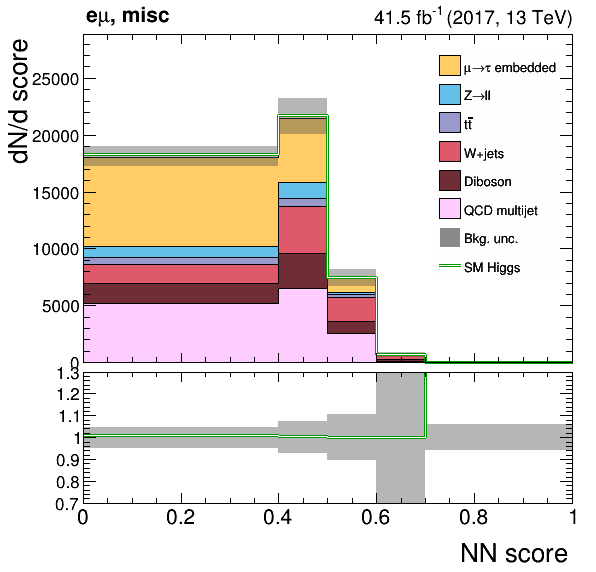 eμ, misc
41.5 fb⁻¹ (2017, 13 TeV)
dN/d score
25000
20000
15000
10000
5000
0
μ→τ embedded
Z→ll
tt̅
W+jets
Diboson
QCD multijet
Bkg. unc.
SM Higgs
1.3
1.2
1.1
1
0.9
0.8
0.7
0 0.2 0.4 0.6 0.8 1
NN score